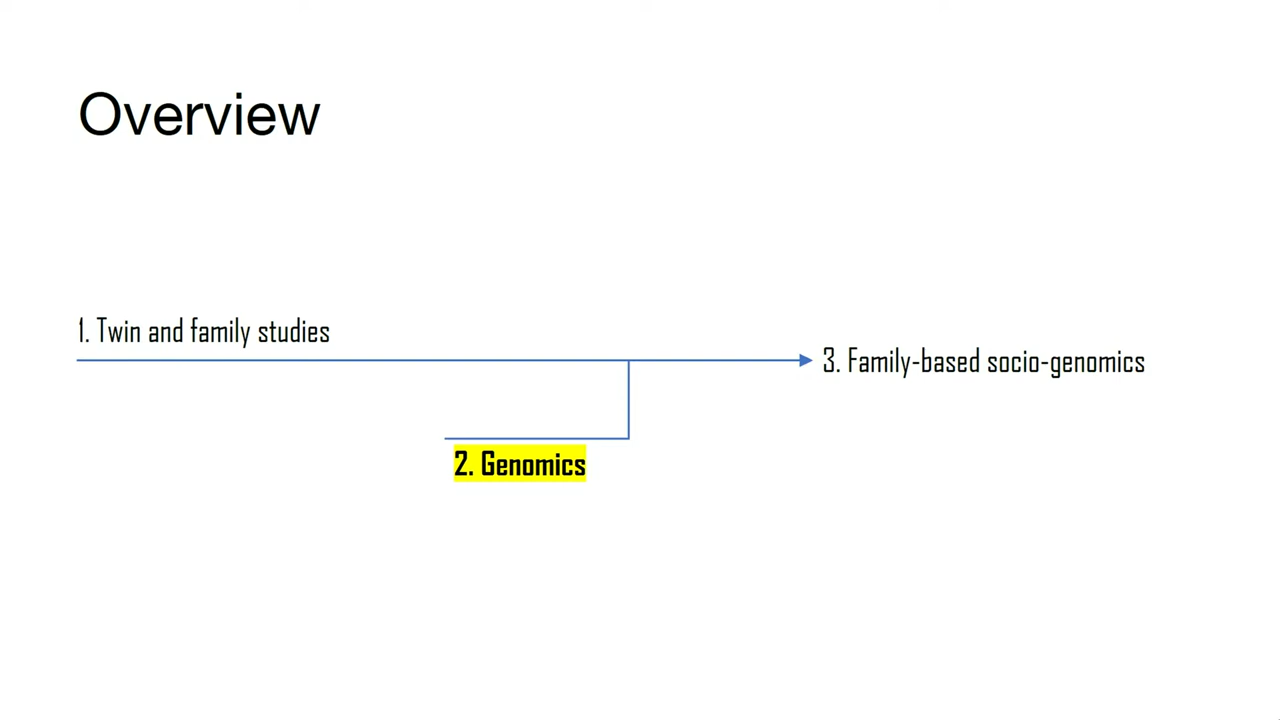 Overview
1. Twin and family studies
3. Family-based socio-genomics
2. Genomics